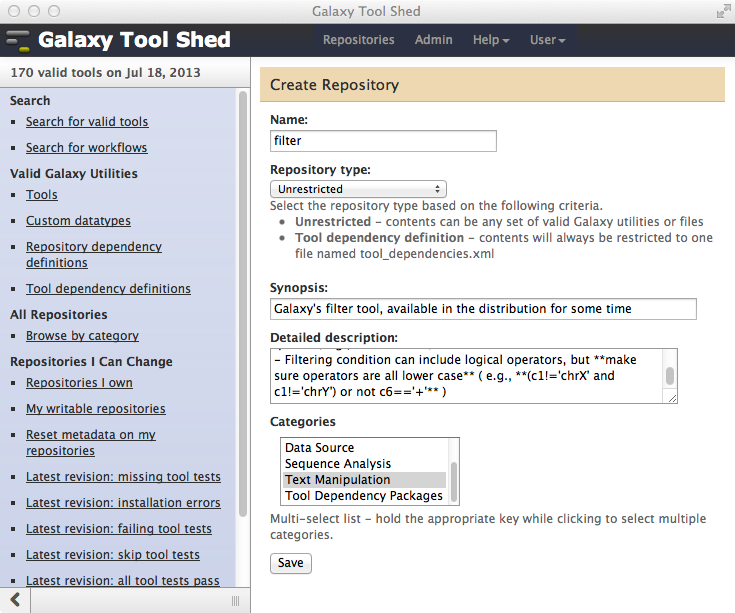 Galaxy Tool Shed
Galaxy Tool Shed Repositories Admin Help User
170 valid tools on Jul 18, 2013
Search
Search for valid tools
Search for workflows
Valid Galaxy Utilities
Tools
Custom datatypes
Repository dependency
definitions
Tool dependency definitions
All Repositories
Browse by category
Repositories I Can Change
Repositories I own
My writable repositories
Reset metadata on my
repositories
Latest revision: missing tool tests
Latest revision: installation errors
Latest revision: failing tool tests
Latest revision: skip tool tests
Latest revision: all tool tests pass
Create Repository
Name:
filter
Repository type:
Unrestricted
Select the repository type based on the following criteria.
• Unrestricted – contents can be any set of valid Galaxy utilities or files
• Tool dependency definition – contents will always be restricted to one
file named tool_dependencies.xml
Synopsis:
Galaxy's filter tool, available in the distribution for some time
Detailed description:
- Filtering condition can include logical operators, but **make
sure operators are all lower case** ( e.g., **(c1!='chrX' and
c1!='chrY') or not c6=='+'** )
Categories
Data Source
Sequence Analysis
Text Manipulation
Tool Dependency Packages
Multi-select list – hold the appropriate key while clicking to select multiple
categories.
Save